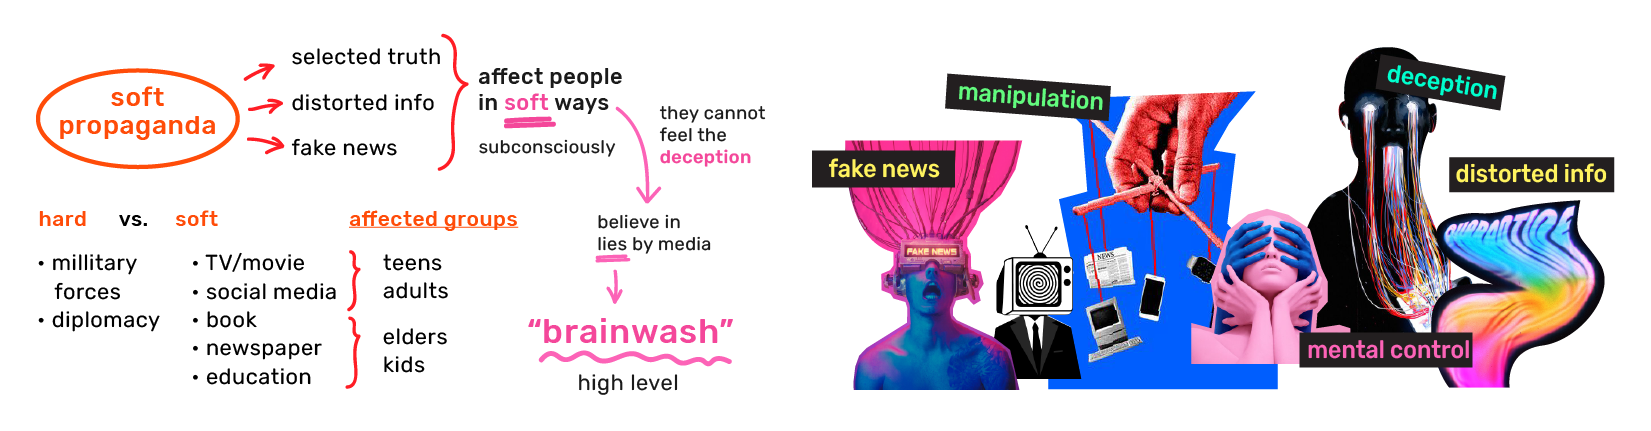 soft
propaganda
selected truth
distorted info
fake news
affect people
in soft ways
subconsciously
they cannot
feel the
deception
believe in
lies by media
“brainwash”
high level
hard vs. soft
• millitary
forces
• diplomacy
• TV/movie
• social media
• book
• newspaper
• education
affected groups
teens
adults
elders
kids
manipulation
deception
fake news
distorted info
FAKE NEWS
NEWS
QUARANTINE
mental control